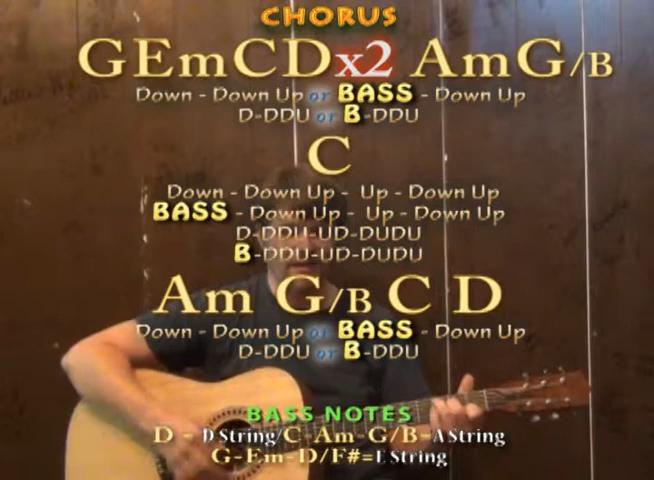 CHORUS
GEmCDx2 AmG/B
Down - Down Up or BASS - Down Up
D-DDU or B-DDU
C
Down - Down Up - Up - Down Up
BASS - Down Up - Up - Down Up
D-DDU-UD-DUDU
B-DDU-UD-DUDU
Am G/B C D
Down - Down Up or BASS - Down Up
D-DDU or B-DDU
BASS NOTES
D - D String/C-Am-G/B=A String
G-Em-D/F#=E String